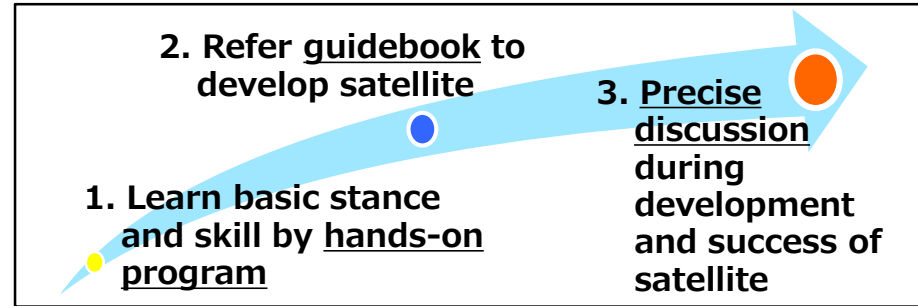 1. Learn basic stance
and skill by hands-on
program
2. Refer guidebook to
develop satellite
3. Precise
discussion
during
development
and success of
satellite